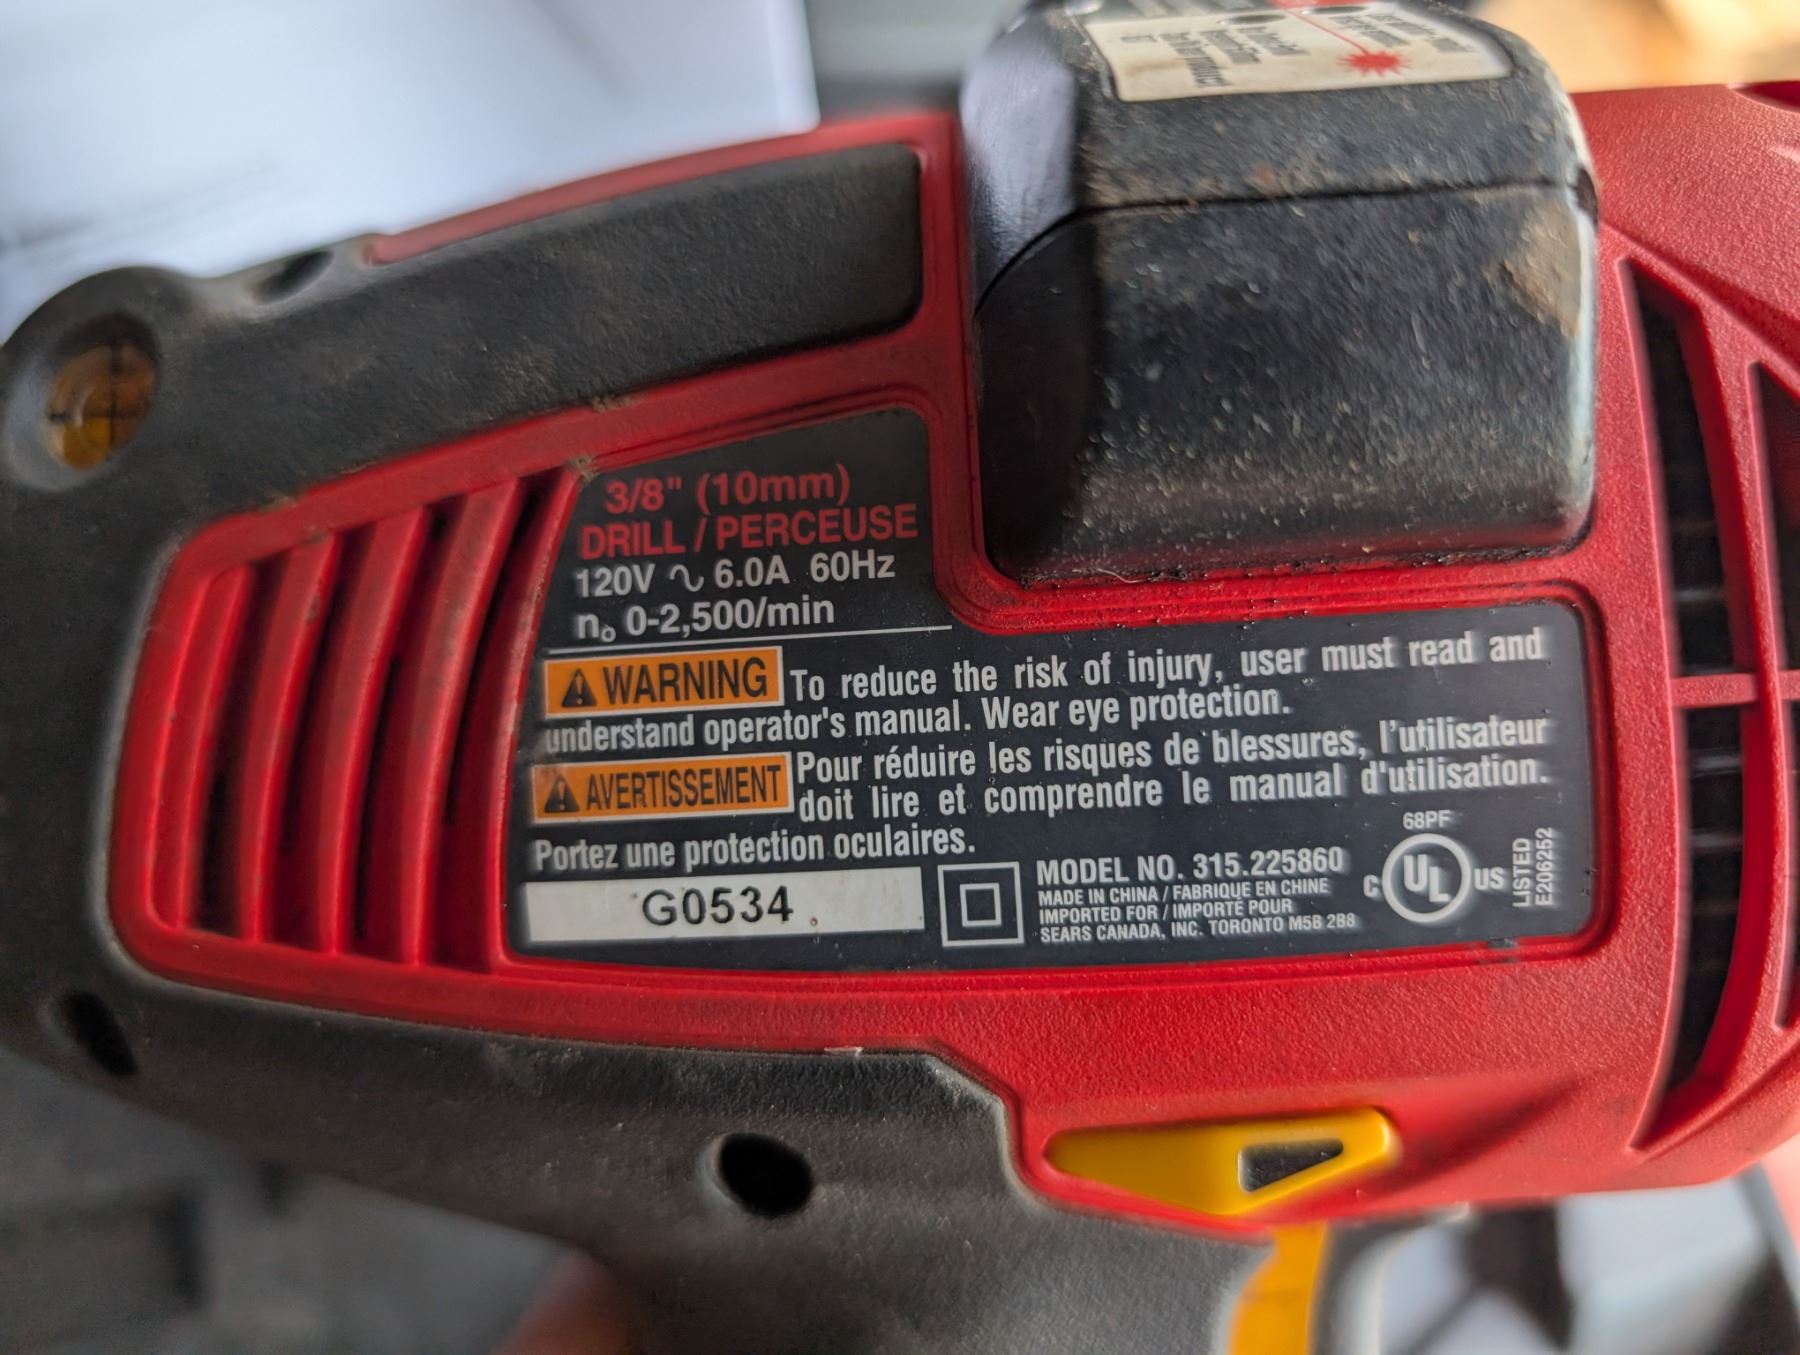 3/8" (10mm)
DRILL / PERCEUSE
120V ∿ 6.0A 60Hz
n₀ 0-2,500/min
⚠ WARNING To reduce the risk of injury, user must read and
understand operator's manual. Wear eye protection.
⚠ AVERTISSEMENT Pour réduire les risques de blessures, l'utilisateur
doit lire et comprendre le manual d'utilisation.
Portez une protection oculaires.
G0534
MODEL NO. 315.225860
MADE IN CHINA / FABRIQUE EN CHINE
IMPORTED FOR / IMPORTÉ POUR
SEARS CANADA, INC. TORONTO M5B 2B8
68PF
C UL US
LISTED
E206252